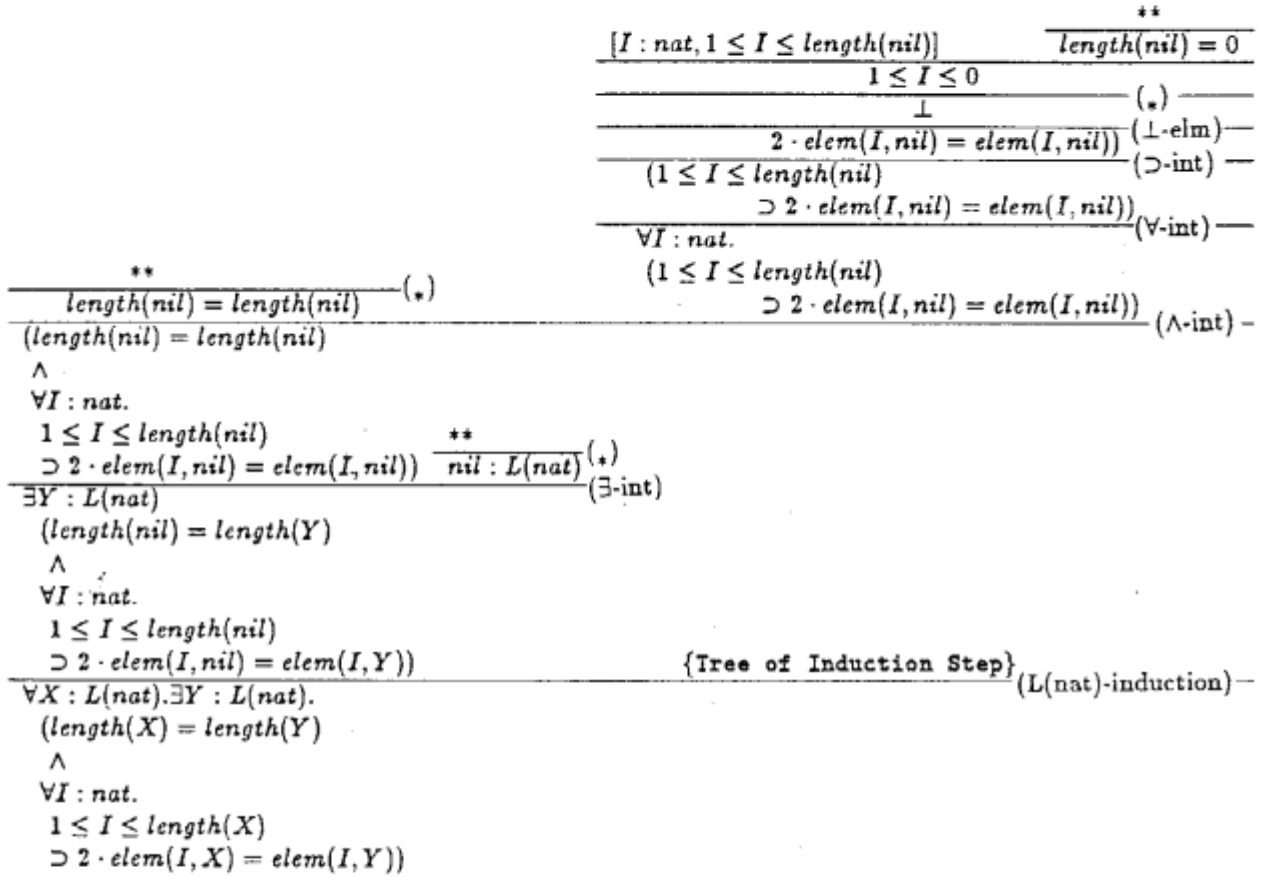 **
[I : nat, 1 ≤ I ≤ length(nil)] length(nil) = 0
1 ≤ I ≤ 0
⊥ (*)
2 · elem(I, nil) = elem(I, nil)) (⊥-elm)
(1 ≤ I ≤ length(nil) (⊃-int)
⊃ 2 · elem(I, nil) = elem(I, nil))
∀I : nat. (∀-int)
** (1 ≤ I ≤ length(nil)
length(nil) = length(nil) (*) ⊃ 2 · elem(I, nil) = elem(I, nil))
(length(nil) = length(nil) (∧-int)
∧
∀I : nat.
1 ≤ I ≤ length(nil) **
⊃ 2 · elem(I, nil) = elem(I, nil)) nil : L(nat) (*)
∃Y : L(nat) (∃-int)
(length(nil) = length(Y)
∧
∀I : nat.
1 ≤ I ≤ length(nil)
⊃ 2 · elem(I, nil) = elem(I, Y)) {Tree of Induction Step}
∀X : L(nat).∃Y : L(nat). (L(nat)-induction)
(length(X) = length(Y)
∧
∀I : nat.
1 ≤ I ≤ length(X)
⊃ 2 · elem(I, X) = elem(I, Y))